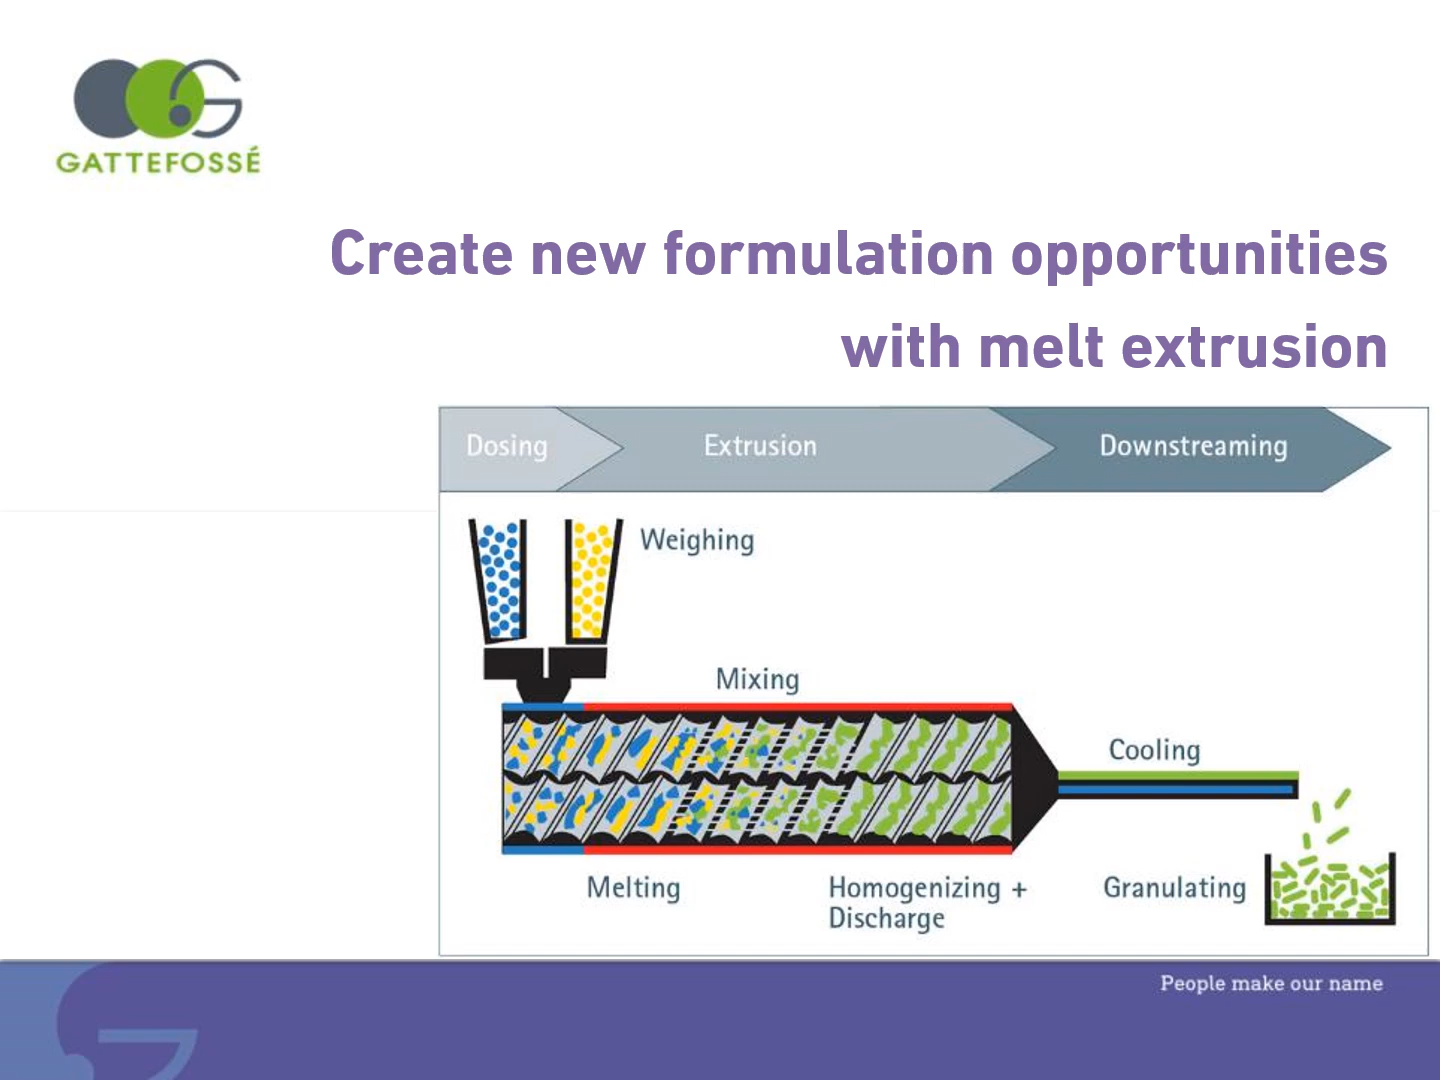 GATTEFOSSÉ
Create new formulation opportunities
with melt extrusion
Dosing
Extrusion
Downstreaming
Weighing
Mixing
Cooling
Melting
Homogenizing +
Discharge
Granulating
People make our name